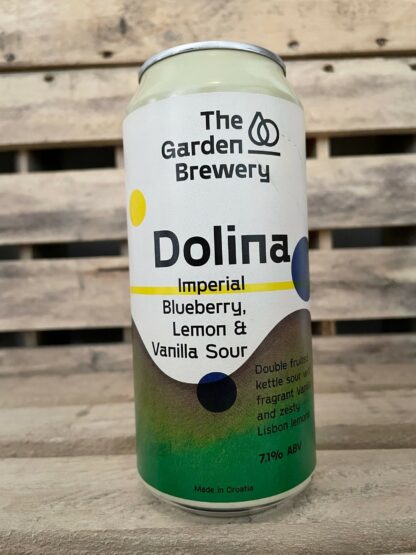 The
Garden
Brewery
Dolina
Imperial
Blueberry,
Lemon &
Vanilla Sour
Double fruited
kettle sour
fragrant Vanilla
and zesty
Lisbon lemons
7.1% ABV
Made in Croatia